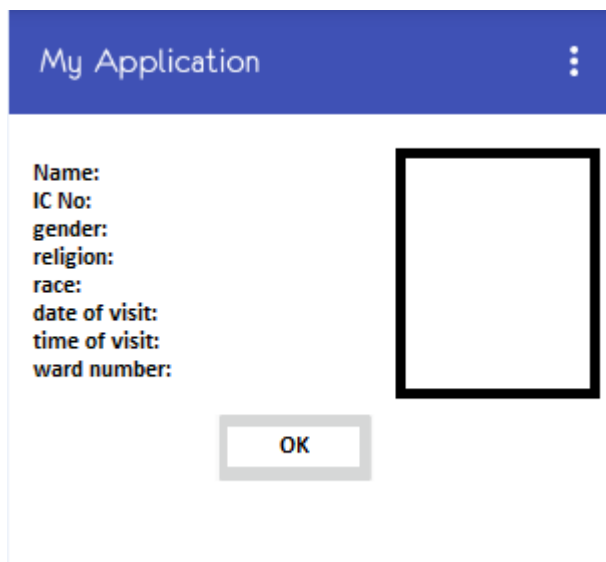 My Application
Name:
IC No:
gender:
religion:
race:
date of visit:
time of visit:
ward number:
OK